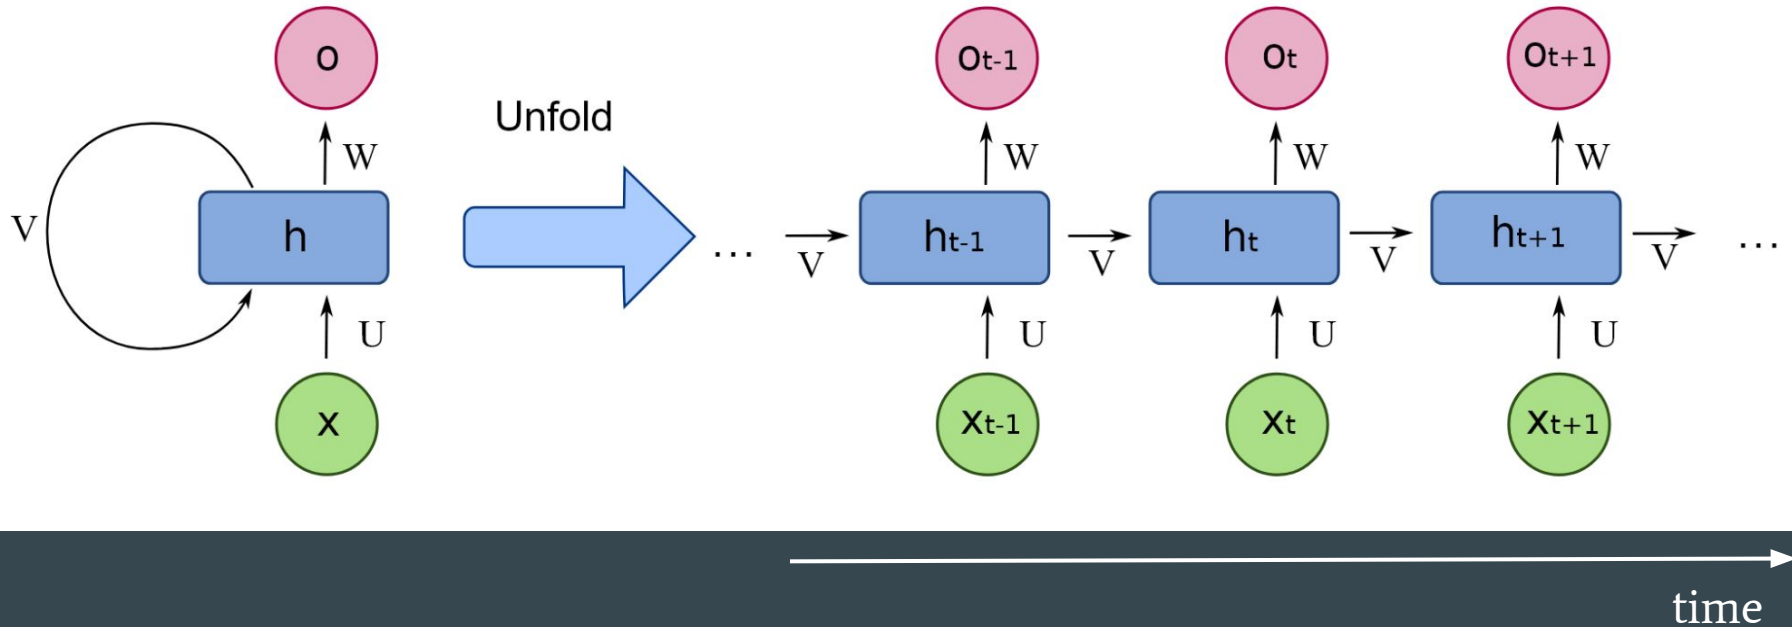 o
W
V
h
U
x
Unfold
... V
ot-1
W
ht-1
U
xt-1
V
ot
W
ht
U
xt
V
ot+1
W
ht+1
U
xt+1
V ...
time